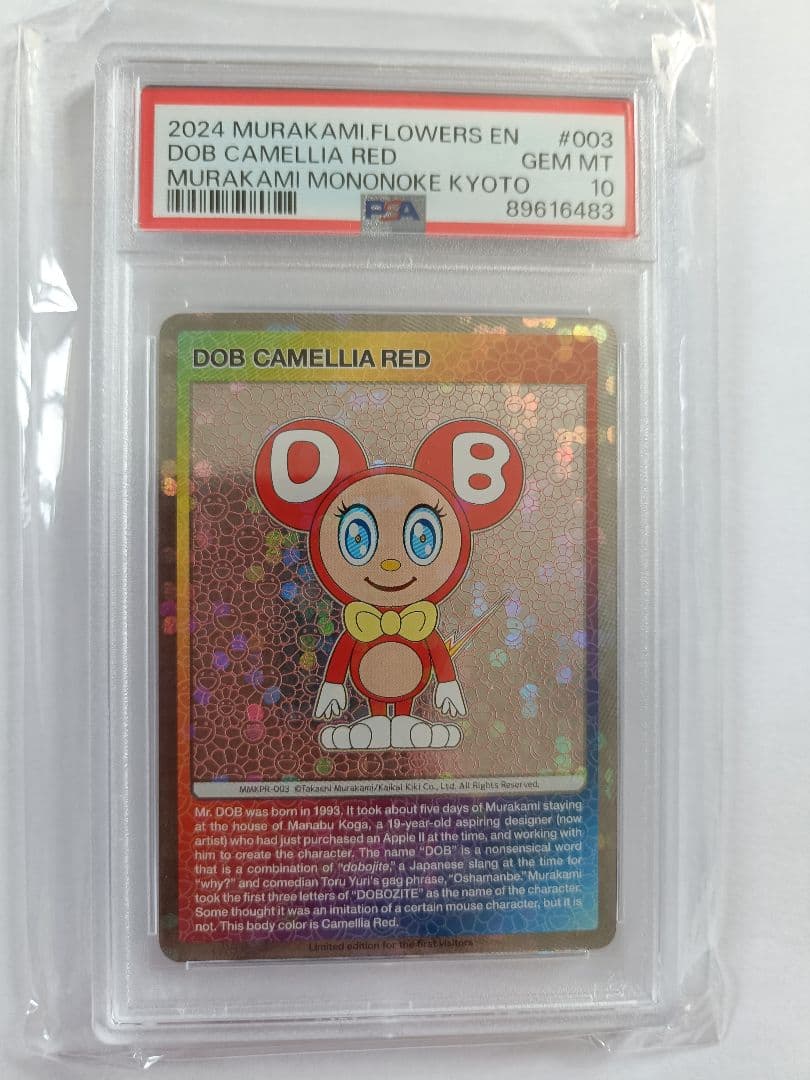 2024 MURAKAMI.FLOWERS EN #003
DOB CAMELLIA RED GEM MT
MURAKAMI MONONOKE KYOTO 10
PSA 89616483
DOB CAMELLIA RED
D B
MMKPR-003 ©Takashi Murakami/Kaikai Kiki Co., Ltd. All Rights Reserved.
Mr. DOB was born in 1993. It took about five days of Murakami staying
at the house of Manabu Koga, a 19-year-old aspiring designer (now
artist) who had just purchased an Apple II at the time, and working with
him to create the character. The name "DOB" is a nonsensical word
that is a combination of "dobojite," a Japanese slang at the time for
"why?" and comedian Toru Yuri's gag phrase, "Oshamanbe." Murakami
took the first three letters of "DOBOZITE" as the name of the character.
Some thought it was an imitation of a certain mouse character, but it is
not. This body color is Camellia Red.
Limited edition for the first visitors